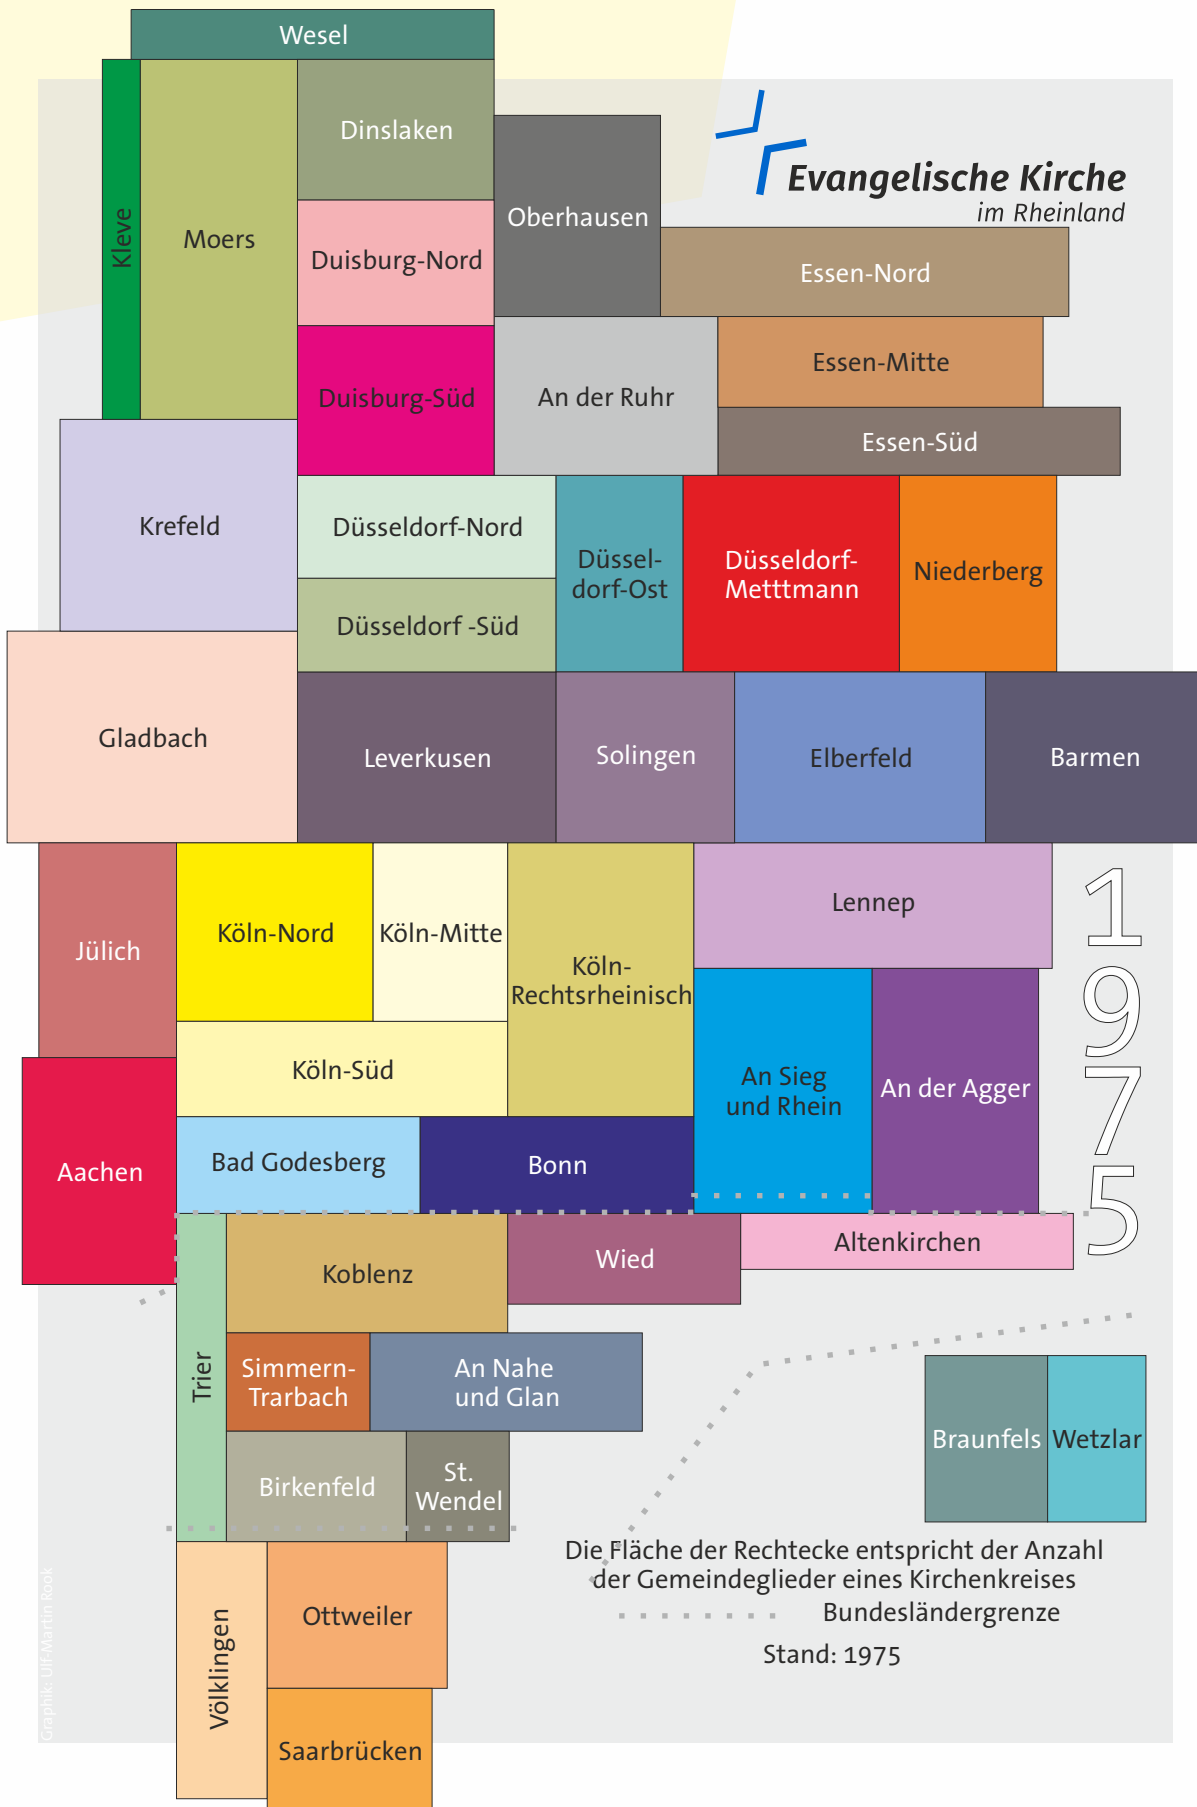 Wesel
Kleve
Moers
Dinslaken
Duisburg-Nord
Oberhausen
Evangelische Kirche
im Rheinland
Essen-Nord
Duisburg-Süd
An der Ruhr
Essen-Mitte
Essen-Süd
Krefeld
Düsseldorf-Nord
Düssel-
dorf-Ost
Düsseldorf-
Metttmann
Niederberg
Düsseldorf -Süd
Gladbach
Leverkusen
Solingen
Elberfeld
Barmen
Jülich
Köln-Nord
Köln-Mitte
Köln-
Rechtsrheinisch
Lennep
1
9
7
5
Köln-Süd
An Sieg
und Rhein
An der Agger
Aachen
Bad Godesberg
Bonn
Trier
Koblenz
Wied
Altenkirchen
Simmern-
Trarbach
An Nahe
und Glan
Braunfels
Wetzlar
Birkenfeld
St.
Wendel
Die Fläche der Rechtecke entspricht der Anzahl
der Gemeindeglieder eines Kirchenkreises
Bundesländergrenze
Stand: 1975
Völklingen
Ottweiler
Saarbrücken
Graphik: Ulf-Martin Rook